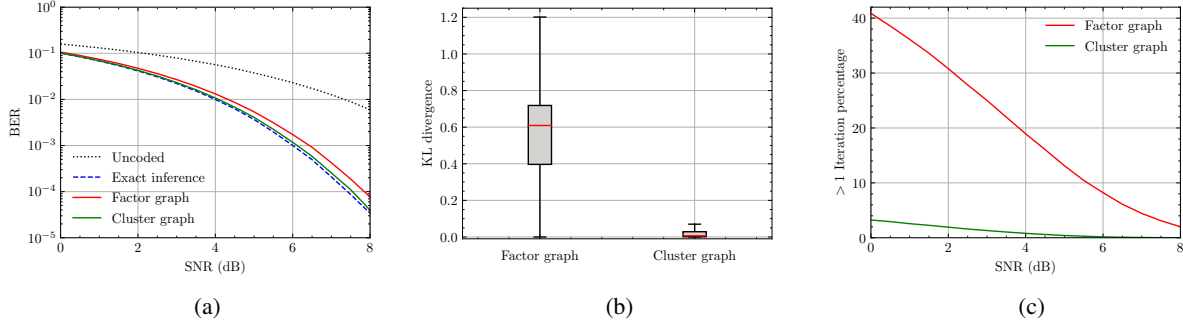 10^0
10^{-1}
10^{-2}
10^{-3}
10^{-4}
10^{-5}
BER
Uncoded
Exact inference
Factor graph
Cluster graph
0 2 4 6 8
SNR (dB)
(a)
1.2
1.0
0.8
0.6
0.4
0.2
0.0
KL divergence
Factor graph Cluster graph
(b)
40
30
20
10
0
> 1 Iteration percentage
Factor graph
Cluster graph
0 2 4 6 8
SNR (dB)
(c)